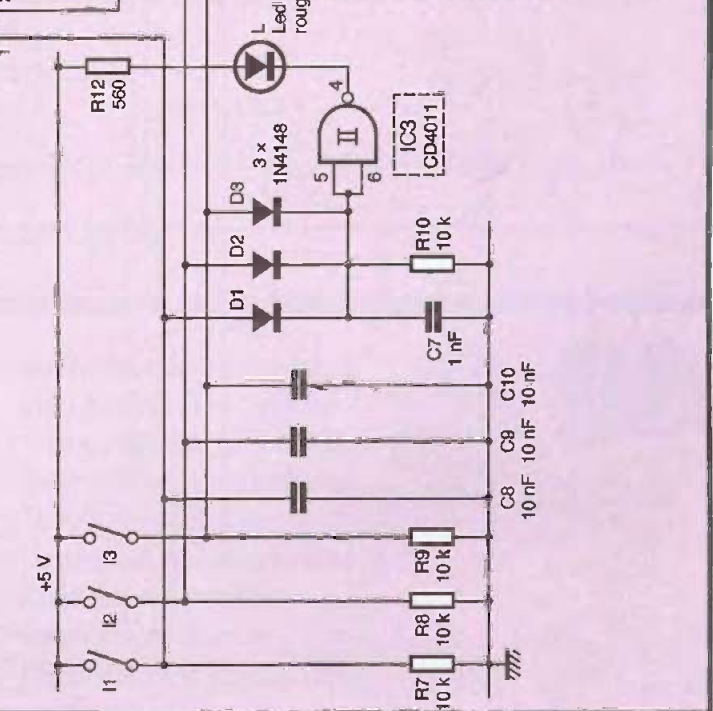 R12
560
L
Led
roug
4
II
5
6
IC3
CD4011
3 x
1N4148
D3
D2
D1
R10
10 k
C7
1 nF
C10
10 nF
C9
10 nF
C8
10 nF
+5 V
I3
I2
I1
R9
10 k
R8
10 k
R7
10 k